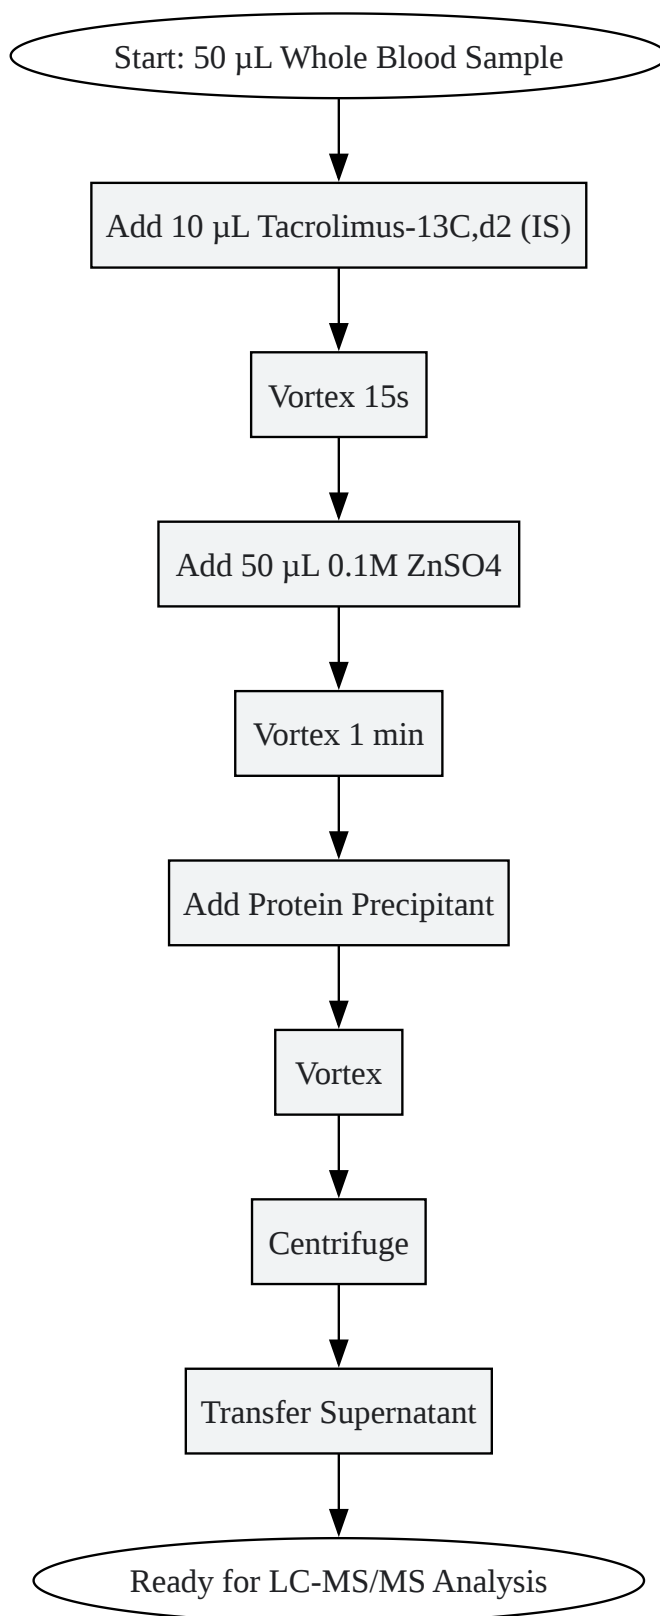 Start: 50 µL Whole Blood Sample
Add 10 µL Tacrolimus-13C,d2 (IS)
Vortex 15s
Add 50 µL 0.1M ZnSO4
Vortex 1 min
Add Protein Precipitant
Vortex
Centrifuge
Transfer Supernatant
Ready for LC-MS/MS Analysis